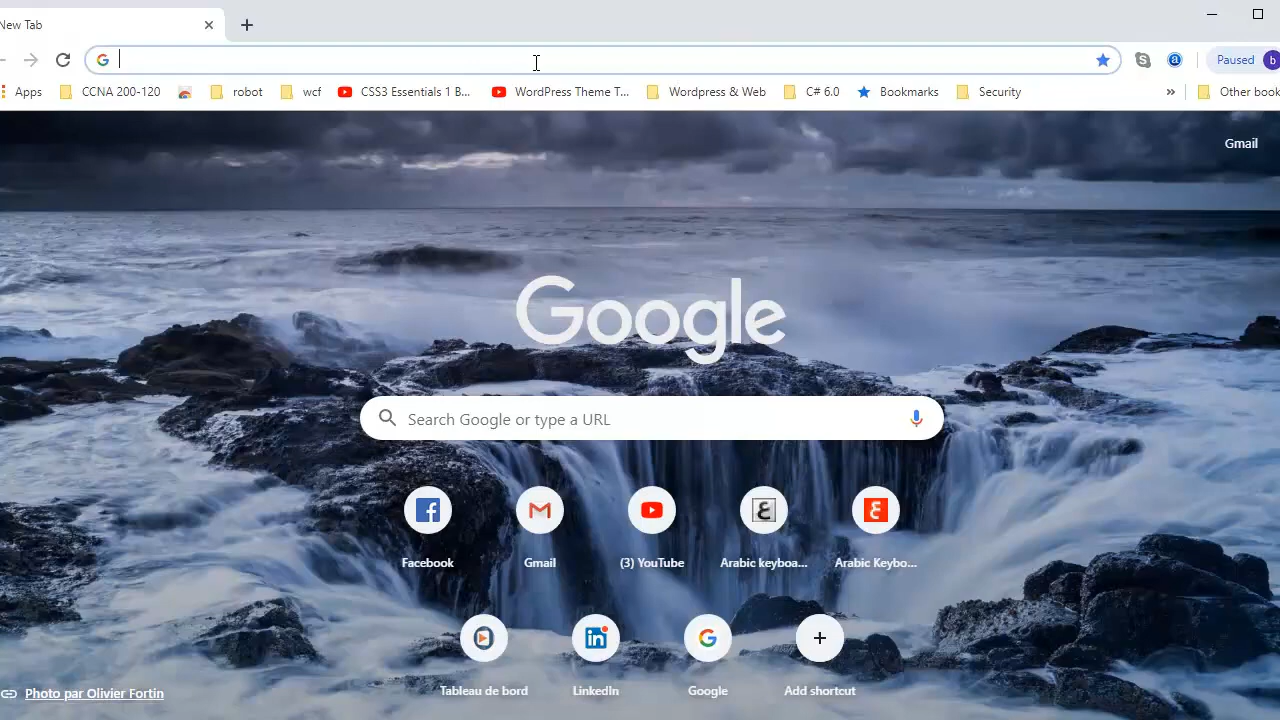 New Tab
Paused
b
Apps
CCNA 200-120
robot
wcf
CSS3 Essentials 1 B...
WordPress Theme T...
Wordpress & Web
C# 6.0
Bookmarks
Security
»
Other book
Gmail
Google
Search Google or type a URL
Facebook
Gmail
(3) YouTube
Arabic keyboa...
Arabic Keybo...
Tableau de bord
LinkedIn
Google
Add shortcut
Photo par Olivier Fortin